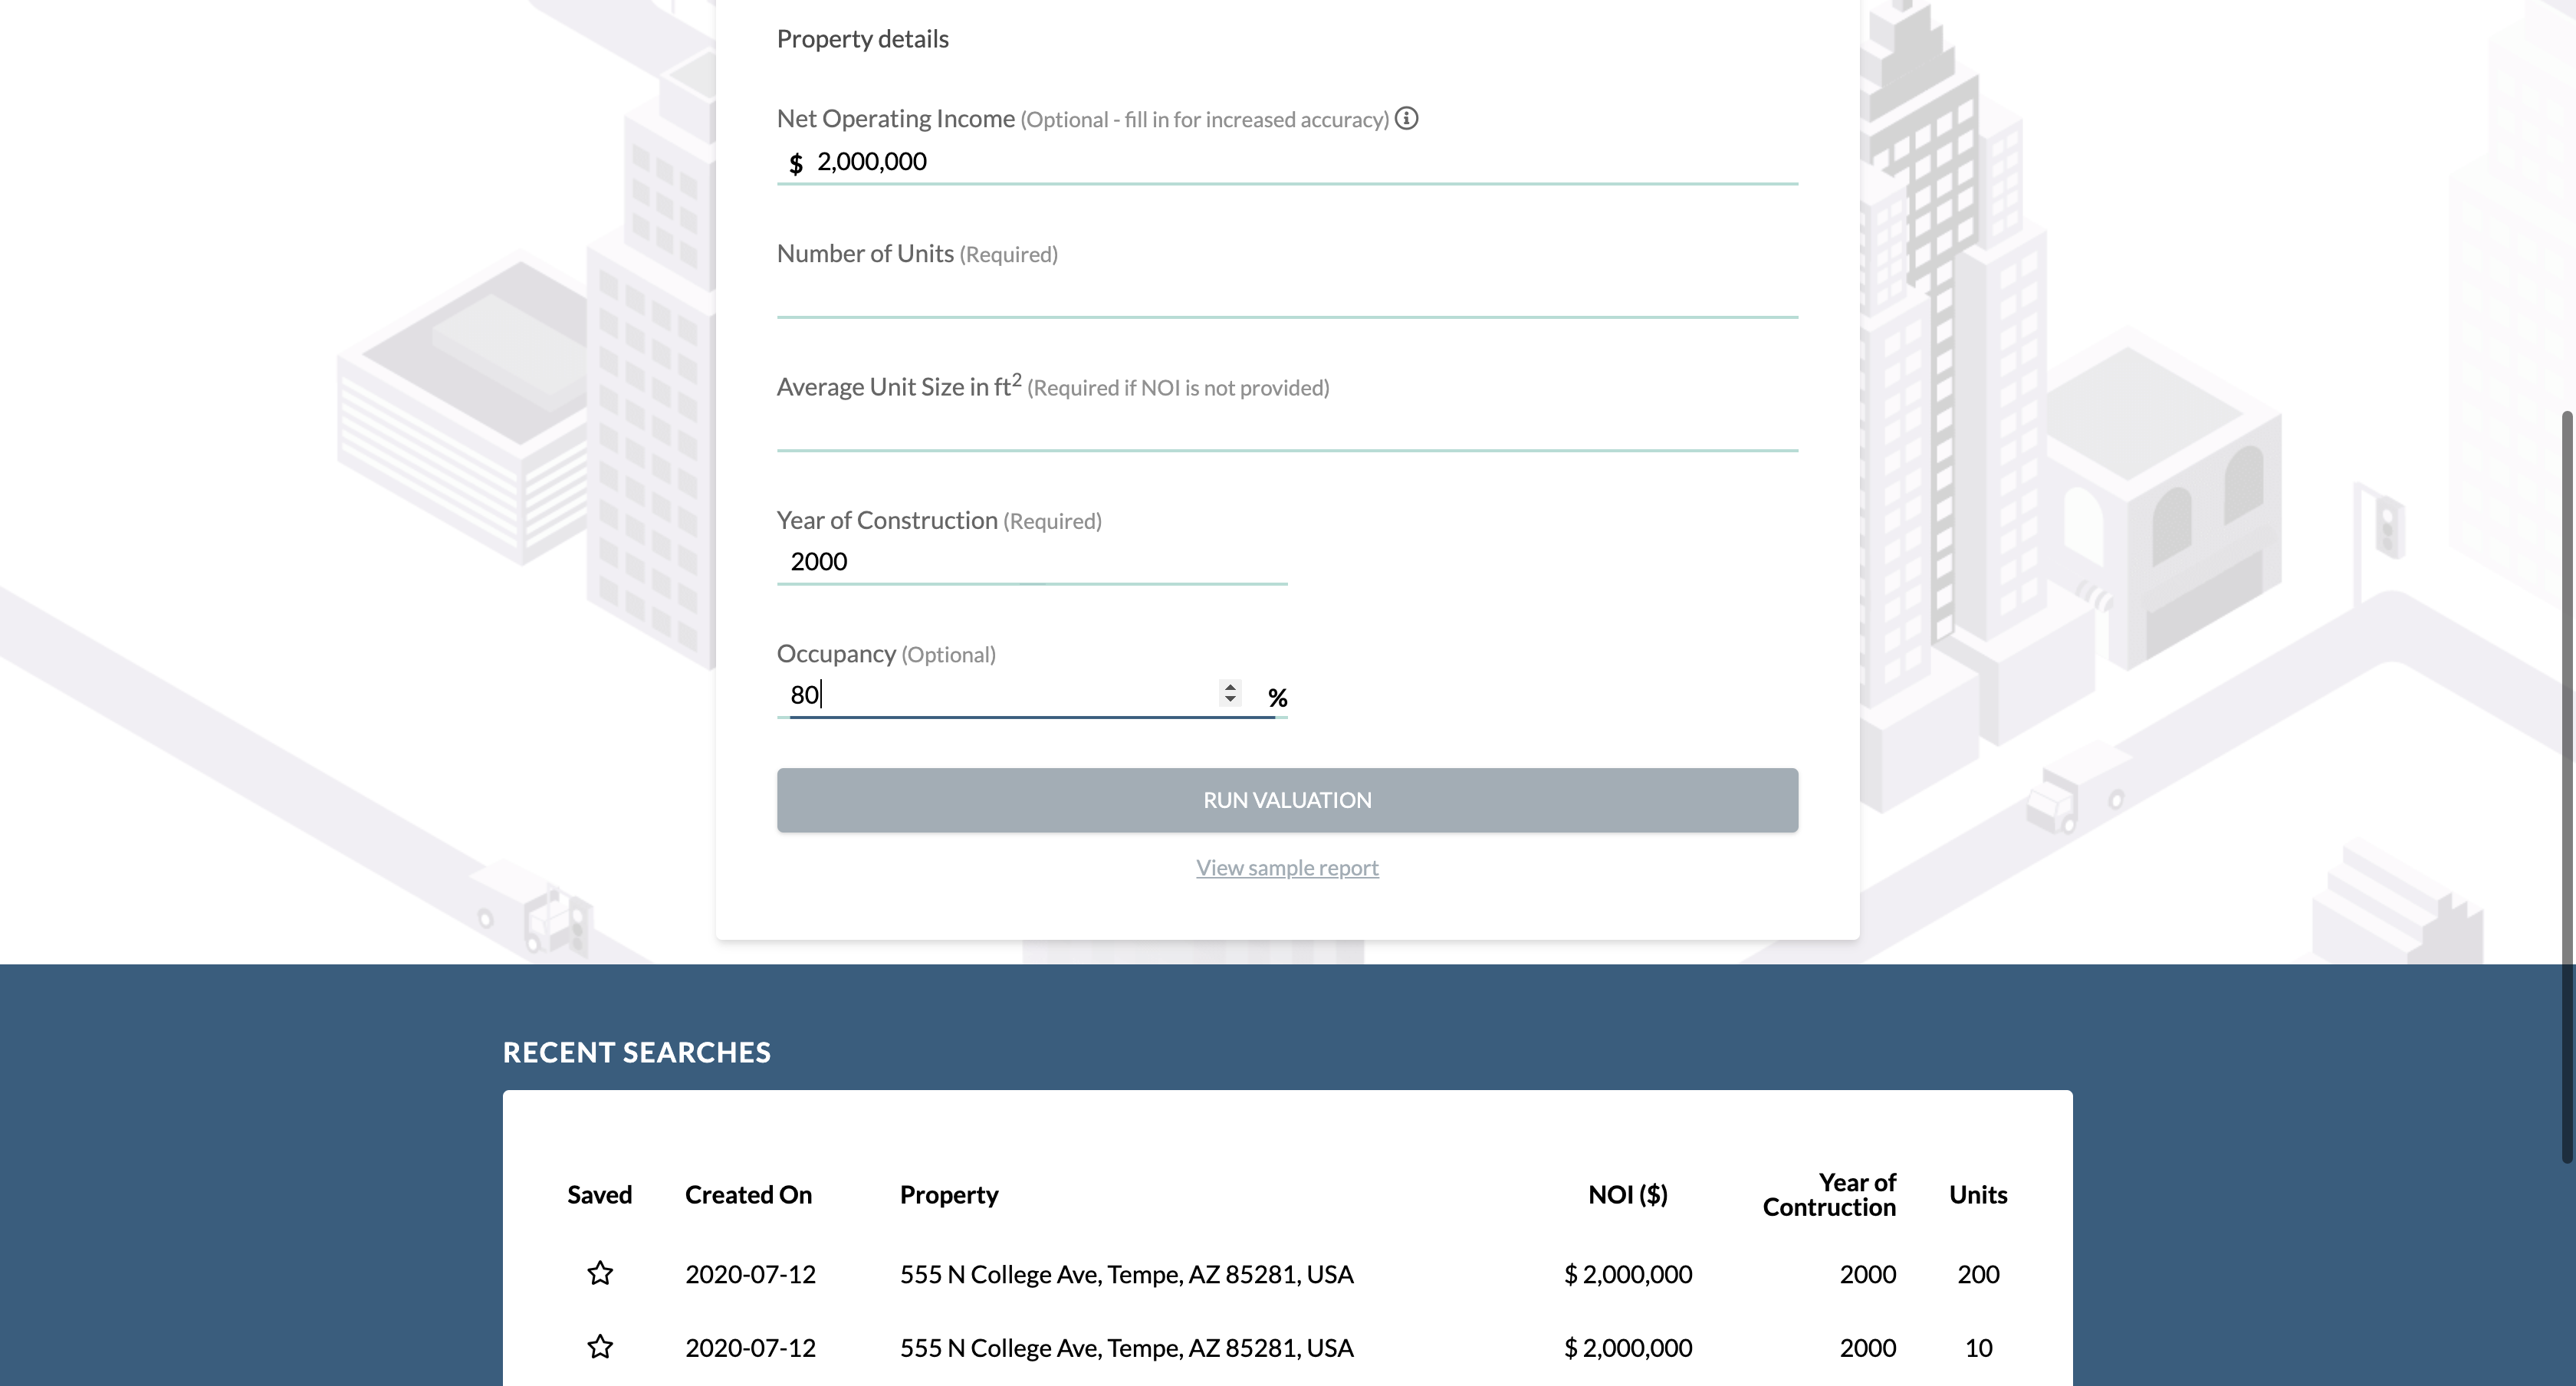 Property details
Net Operating Income (Optional - fill in for increased accuracy)
$ 2,000,000
Number of Units (Required)
Average Unit Size in ft² (Required if NOI is not provided)
Year of Construction (Required)
2000
Occupancy (Optional)
80 %
RUN VALUATION
View sample report
RECENT SEARCHES
Saved Created On Property NOI ($) Year of Contruction Units
2020-07-12 555 N College Ave, Tempe, AZ 85281, USA $ 2,000,000 2000 200
2020-07-12 555 N College Ave, Tempe, AZ 85281, USA $ 2,000,000 2000 10